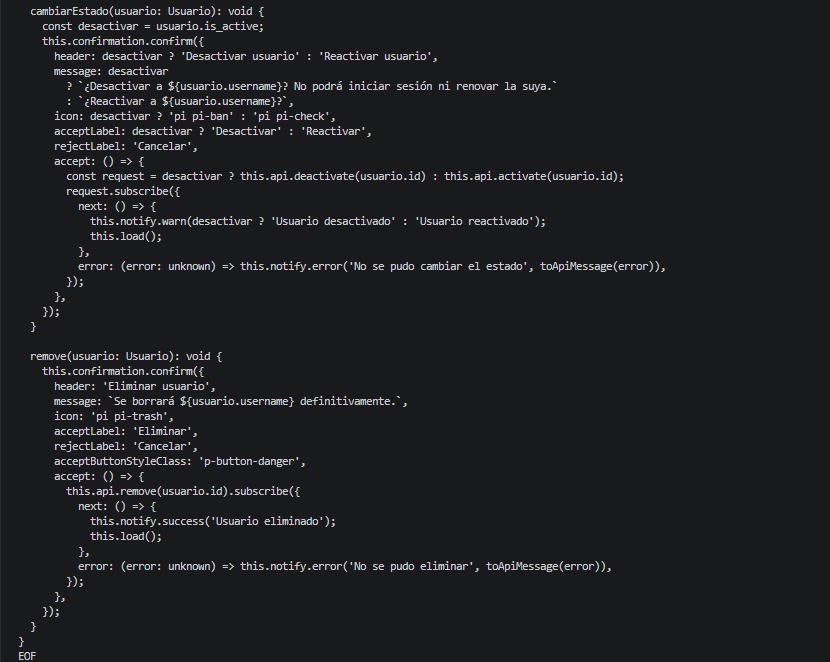 cambiarEstado(usuario: Usuario): void {
  const desactivar = usuario.is_active;
  this.confirmation.confirm({
    header: desactivar ? 'Desactivar usuario' : 'Reactivar usuario',
    message: desactivar
      ? `¿Desactivar a ${usuario.username}? No podrá iniciar sesión ni renovar la suya.`
      : `¿Reactivar a ${usuario.username}?`,
    icon: desactivar ? 'pi pi-ban' : 'pi pi-check',
    acceptLabel: desactivar ? 'Desactivar' : 'Reactivar',
    rejectLabel: 'Cancelar',
    accept: () => {
      const request = desactivar ? this.api.deactivate(usuario.id) : this.api.activate(usuario.id);
      request.subscribe({
        next: () => {
          this.notify.warn(desactivar ? 'Usuario desactivado' : 'Usuario reactivado');
          this.load();
        },
        error: (error: unknown) => this.notify.error('No se pudo cambiar el estado', toApiMessage(error)),
      });
    },
  });
}

remove(usuario: Usuario): void {
  this.confirmation.confirm({
    header: 'Eliminar usuario',
    message: `Se borrará ${usuario.username} definitivamente.`,
    icon: 'pi pi-trash',
    acceptLabel: 'Eliminar',
    rejectLabel: 'Cancelar',
    acceptButtonStyleClass: 'p-button-danger',
    accept: () => {
      this.api.remove(usuario.id).subscribe({
        next: () => {
          this.notify.success('Usuario eliminado');
          this.load();
        },
        error: (error: unknown) => this.notify.error('No se pudo eliminar', toApiMessage(error)),
      });
    },
  });
}
}
EOF